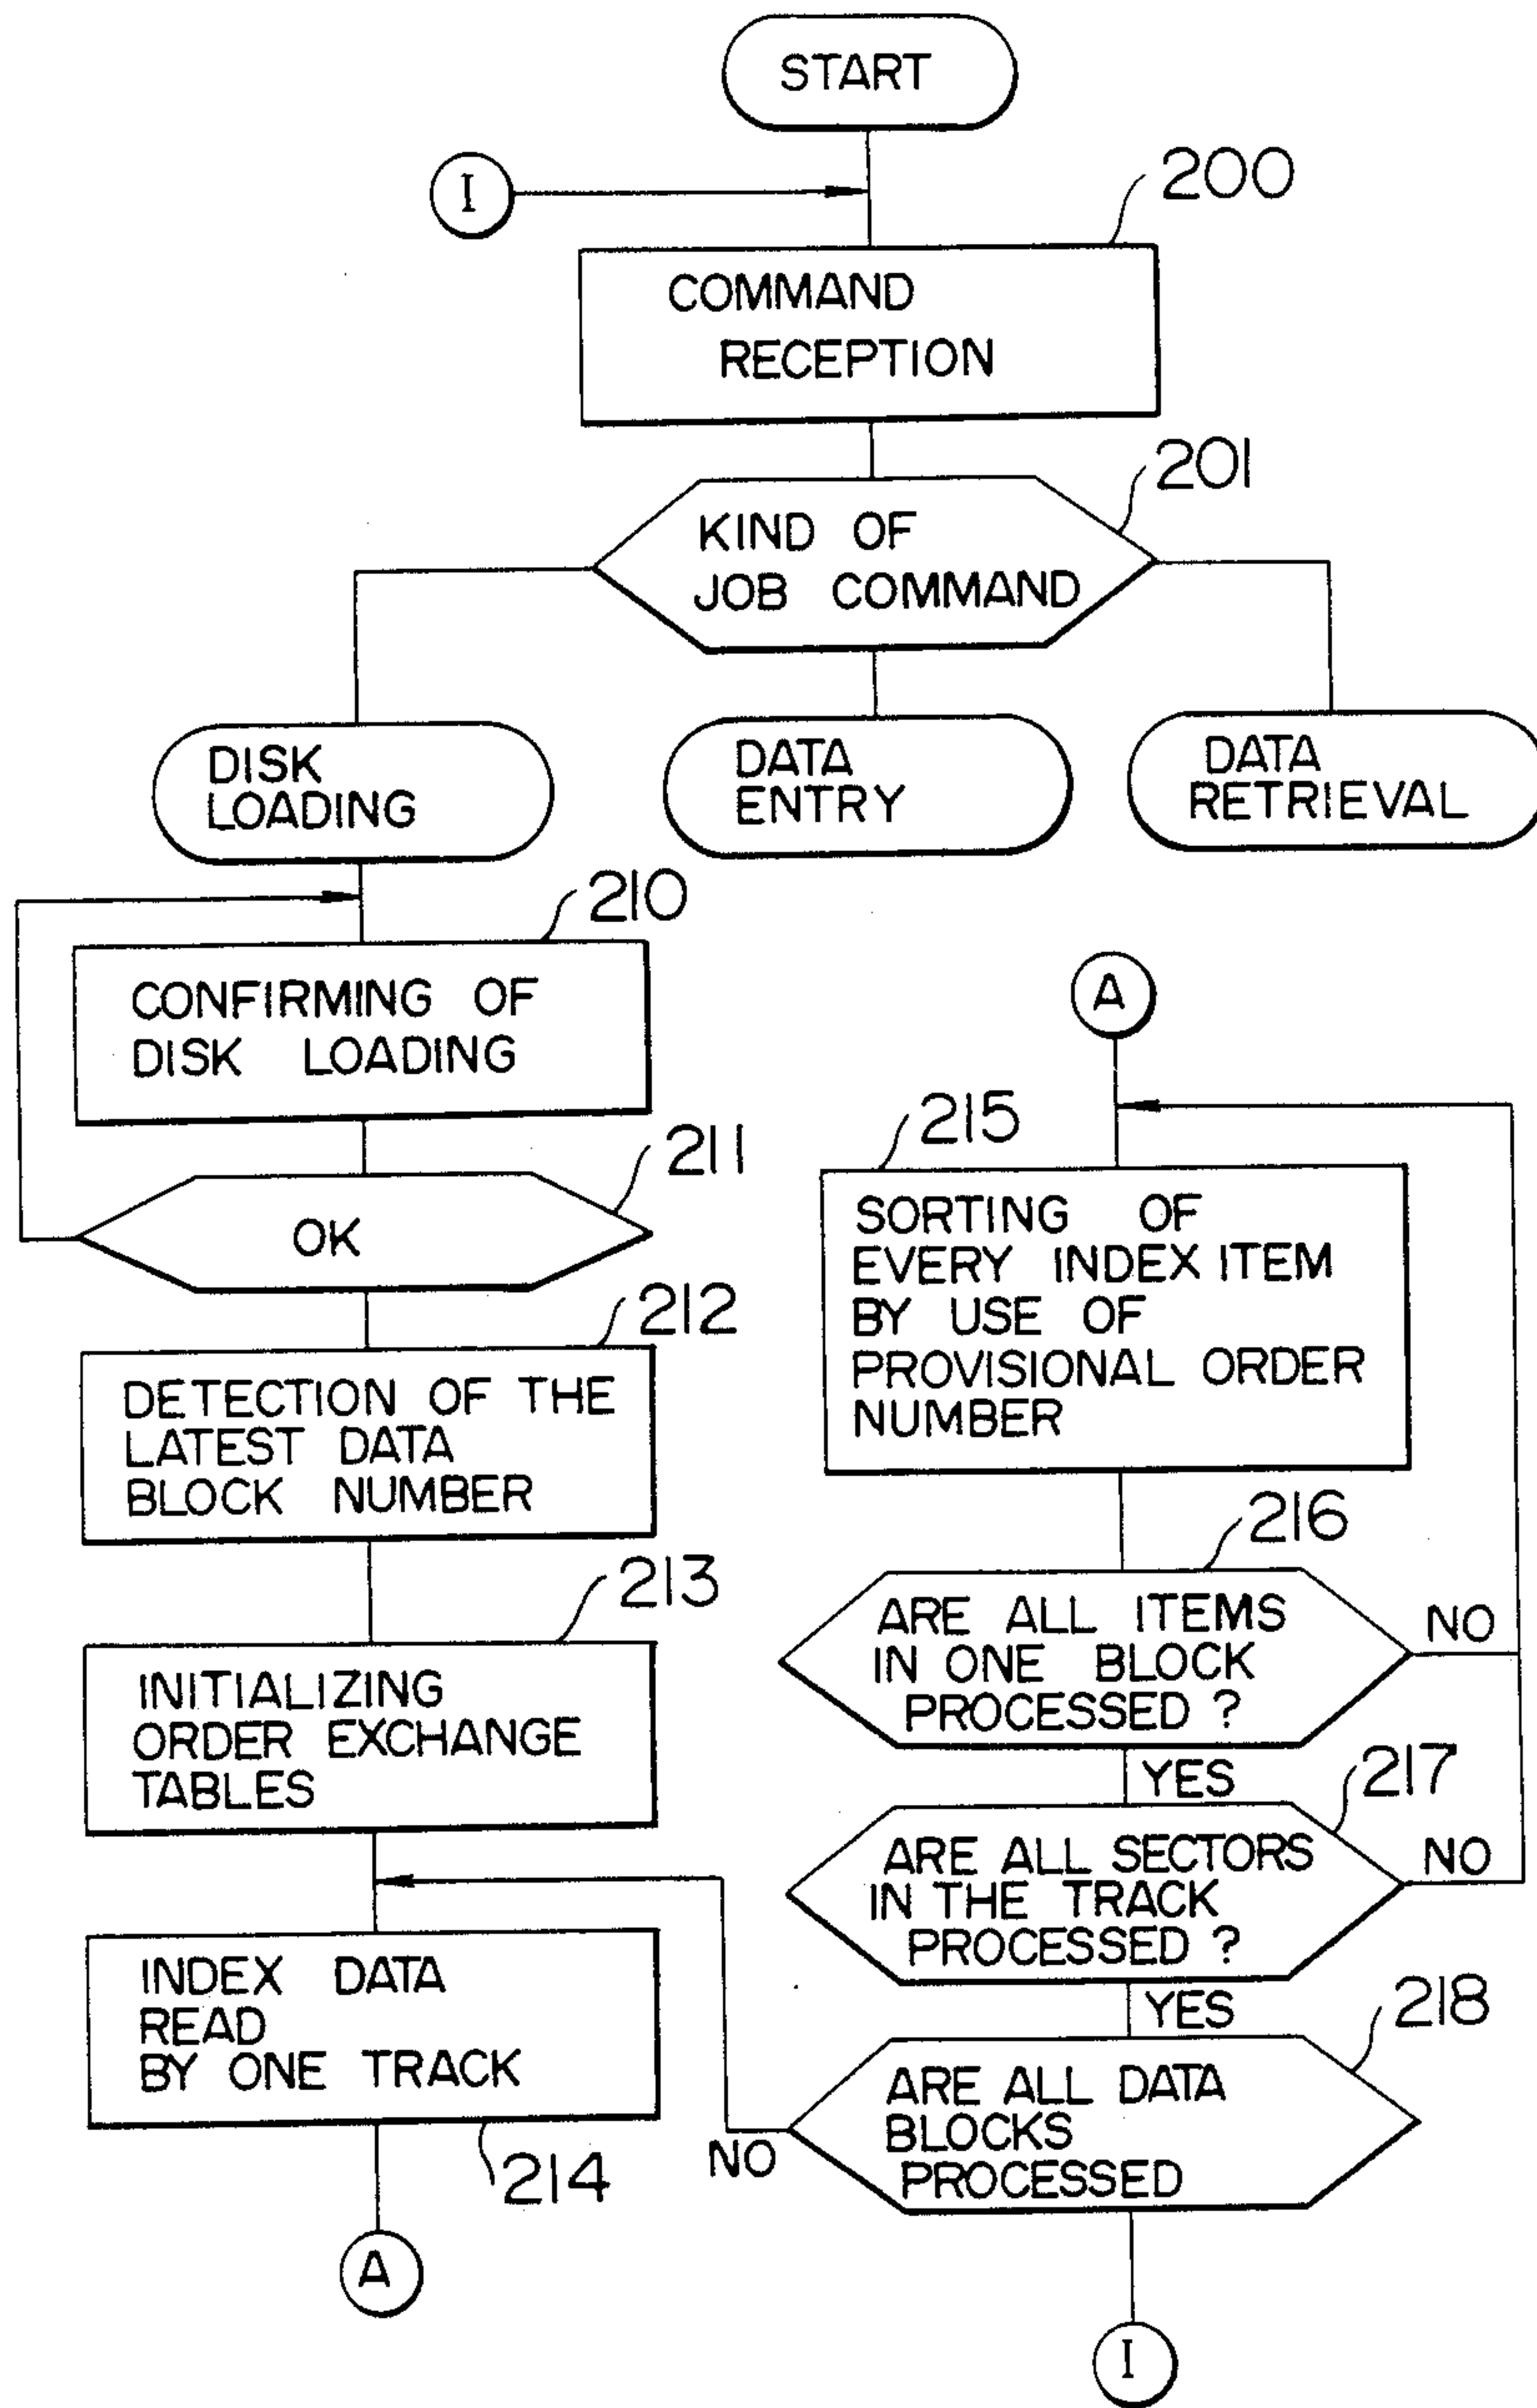 START
I
200
COMMAND
RECEPTION
201
KIND OF
JOB COMMAND
DISK
LOADING
DATA
ENTRY
DATA
RETRIEVAL
210
CONFIRMING OF
DISK LOADING
211
OK
212
DETECTION OF THE
LATEST DATA
BLOCK NUMBER
213
INITIALIZING
ORDER EXCHANGE
TABLES
INDEX DATA
READ
BY ONE TRACK
214
A
A
215
SORTING OF
EVERY INDEX ITEM
BY USE OF
PROVISIONAL ORDER
NUMBER
216
ARE ALL ITEMS
IN ONE BLOCK
PROCESSED ?
NO
YES
217
ARE ALL SECTORS
IN THE TRACK
PROCESSED ?
NO
YES
218
ARE ALL DATA
BLOCKS
PROCESSED
NO
I